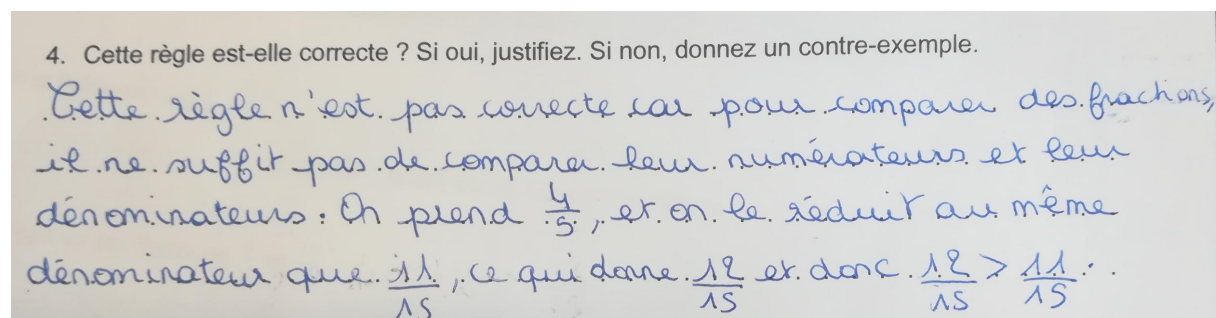 4. Cette règle est-elle correcte ? Si oui, justifiez. Si non, donnez un contre-exemple.
Cette règle n'est pas correcte car pour comparer des fractions,
il ne suffit pas de comparer leur numérateurs et leur
dénominateurs. On prend 4/5, et on le réduit au même
dénominateur que 11/15, ce qui donne 12/15 et donc 12/15 > 11/15.